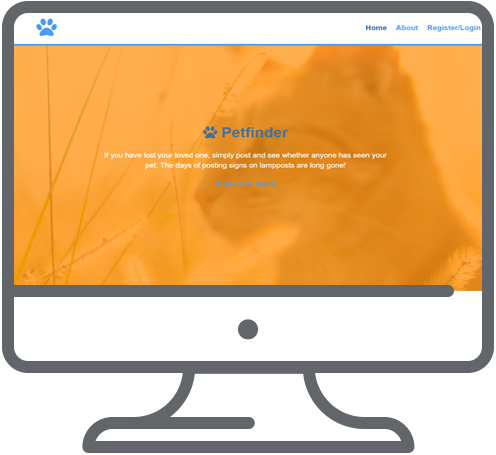 Home About Register/Login
Petfinder
If you have lost your loved one, simply post and see whether anyone has seen your
pet. The days of posting signs on lampposts are long gone!